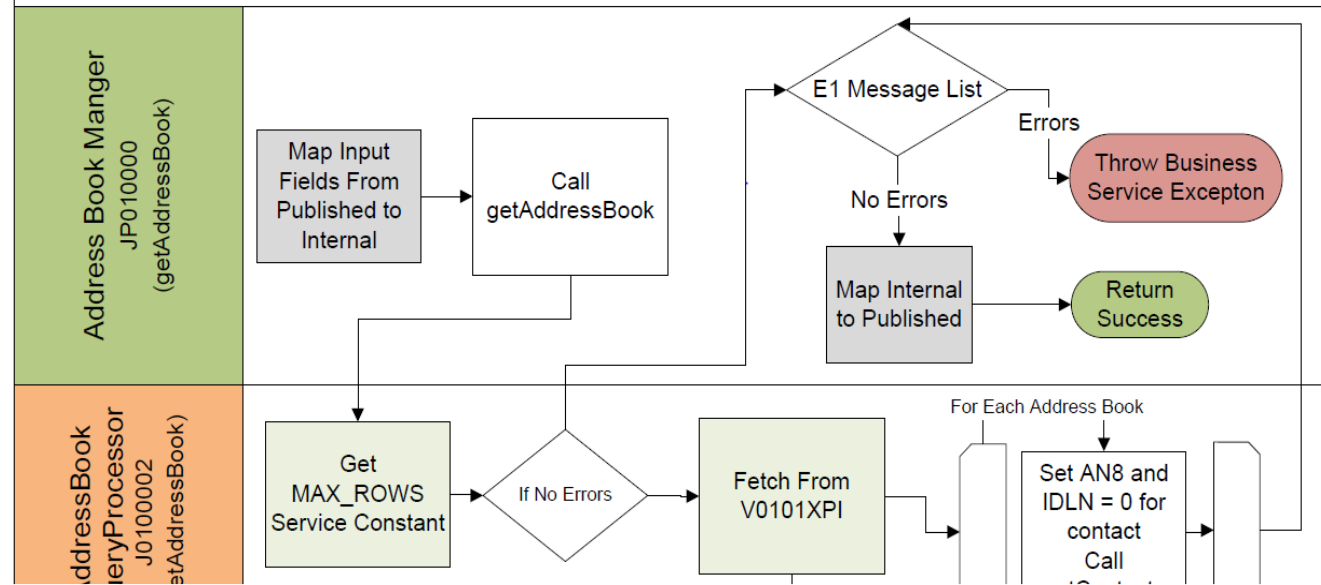 Address Book Manger
JP010000
(getAddressBook)
Map Input
Fields From
Published to
Internal
Call
getAddressBook
E1 Message List
Errors
Throw Business
Service Excepton
No Errors
Map Internal
to Published
Return
Success
J0100002
Get
MAX_ROWS
Service Constant
If No Errors
Fetch From
V0101XPI
For Each Address Book
Set AN8 and
IDLN = 0 for
contact
Call